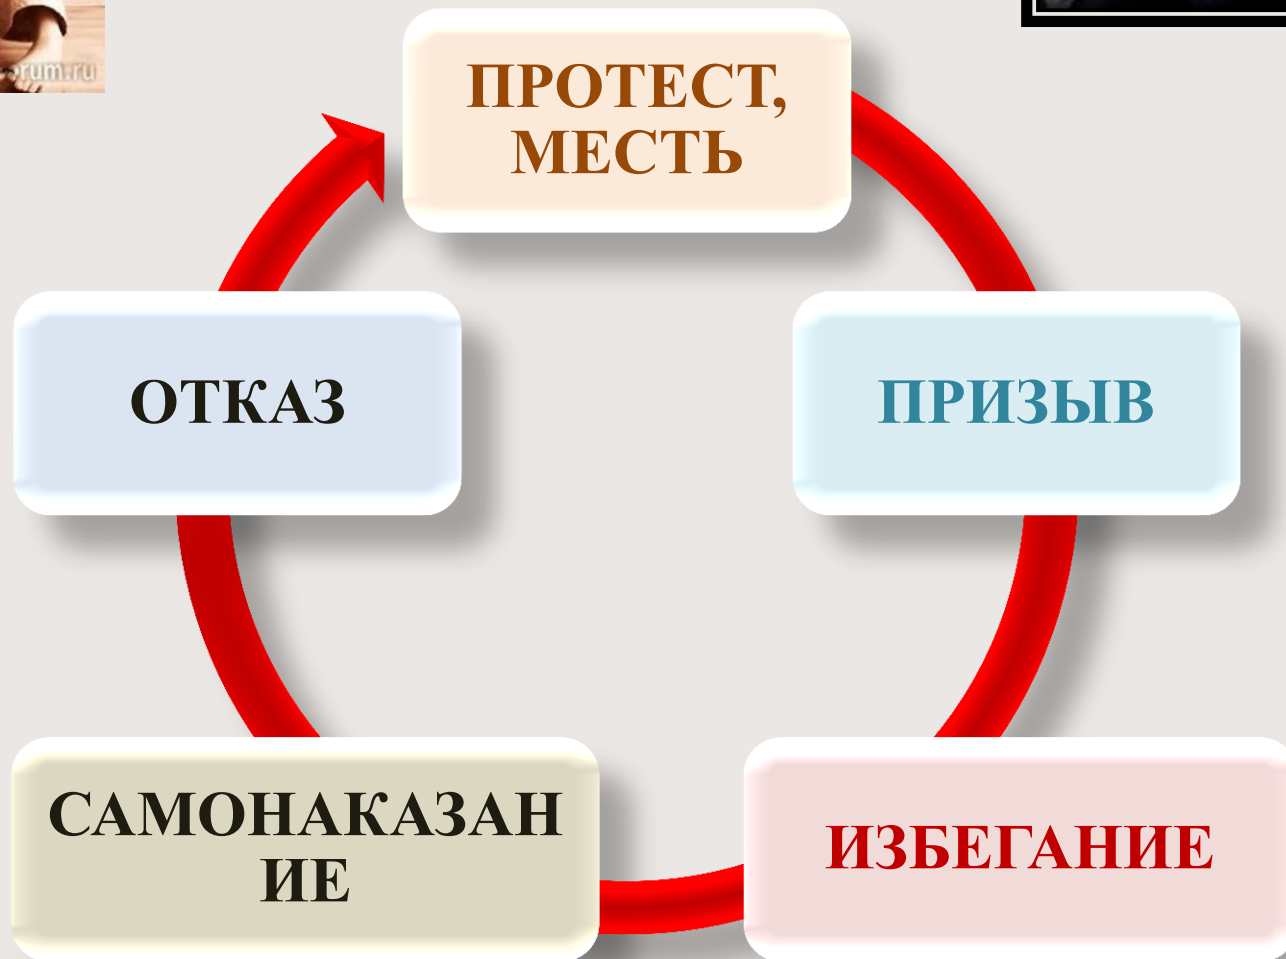 ПРОТЕСТ,
МЕСТЬ
ОТКАЗ
ПРИЗЫВ
САМОНАКАЗАН
ИЕ
ИЗБЕГАНИЕ